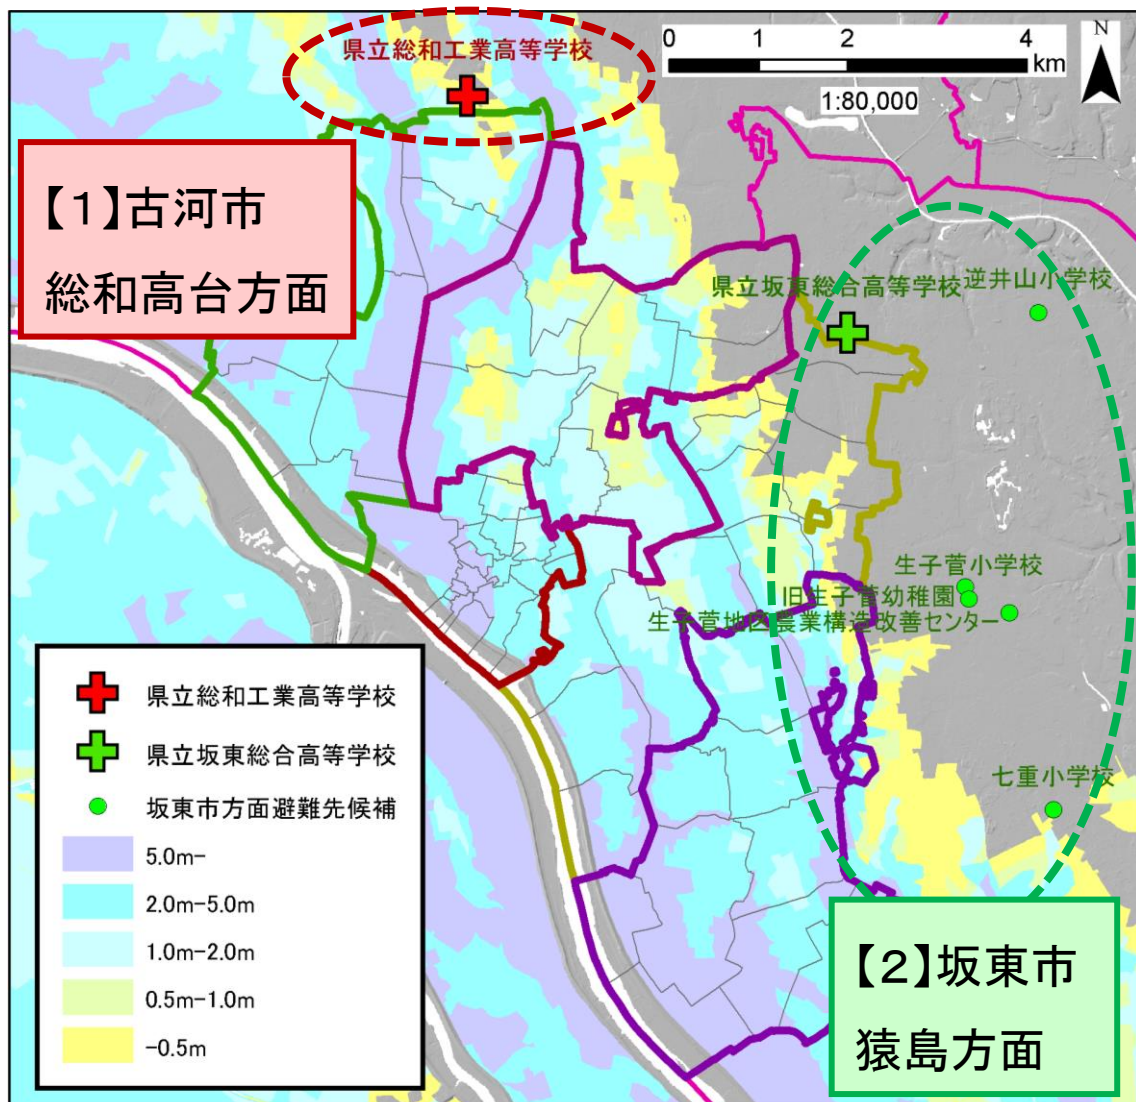 県立総和工業高等学校
0 1 2 4
km
N
1:80,000
【1】古河市
総和高台方面
県立坂東総合高等学校
逆井山小学校
生子菅小学校
旧生子菅幼稚園
生子菅地区農業構造改善センター
七重小学校
県立総和工業高等学校
県立坂東総合高等学校
坂東市方面避難先候補
5.0m-
2.0m-5.0m
1.0m-2.0m
0.5m-1.0m
-0.5m
【2】坂東市
猿島方面